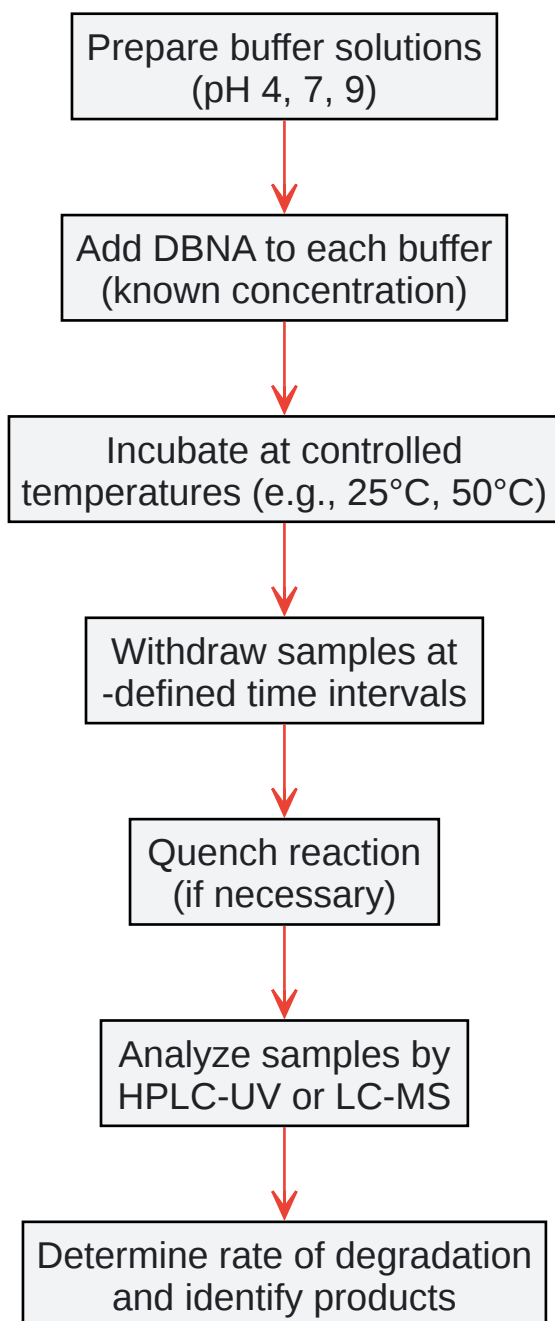 Prepare buffer solutions
(pH 4, 7, 9)
Add DBNA to each buffer
(known concentration)
Incubate at controlled
temperatures (e.g., 25°C, 50°C)
Withdraw samples at
-defined time intervals
Quench reaction
(if necessary)
Analyze samples by
HPLC-UV or LC-MS
Determine rate of degradation
and identify products